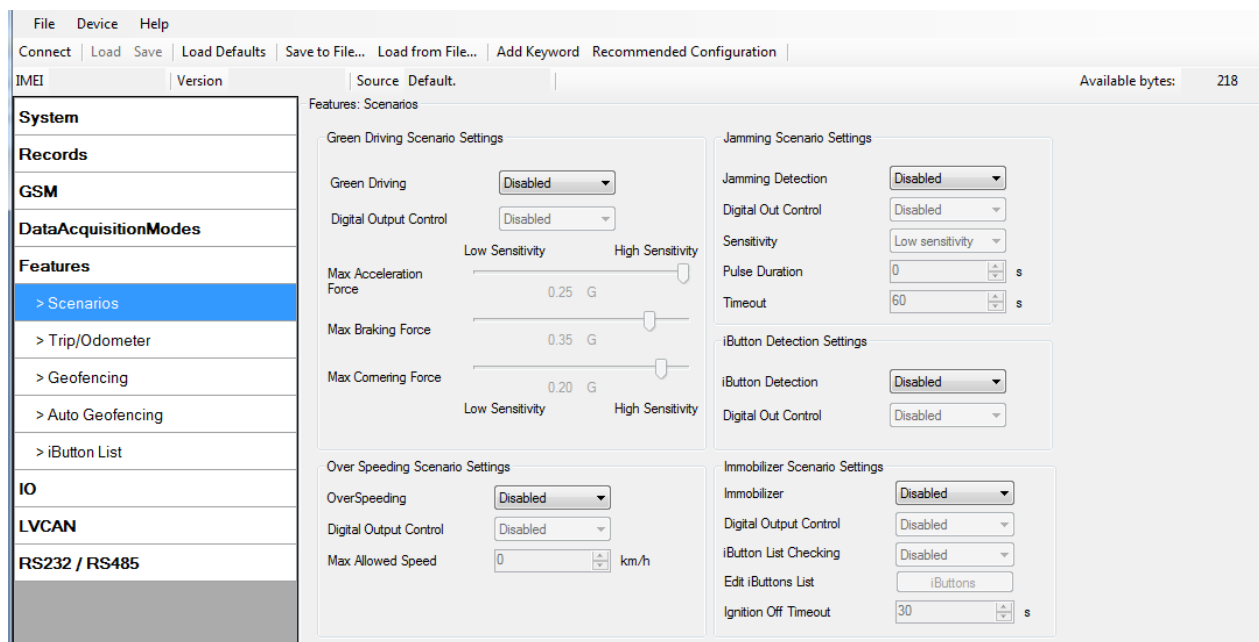 File Device Help
Connect Load Save Load Defaults Save to File... Load from File... Add Keyword Recommended Configuration
IMEI Version Source Default. Available bytes: 218
System
Records
GSM
DataAcquisitionModes
Features
> Scenarios
> Trip/Odometer
> Geofencing
> Auto Geofencing
> iButton List
IO
LVCAN
RS232 / RS485
Features: Scenarios
Green Driving Scenario Settings
Green Driving Disabled
Digital Output Control Disabled
Low Sensitivity High Sensitivity
Max Acceleration
Force
0.25 G
Max Braking Force
0.35 G
Max Cornering Force
0.20 G
Low Sensitivity High Sensitivity
Over Speeding Scenario Settings
OverSpeeding Disabled
Digital Output Control Disabled
Max Allowed Speed 0 km/h
Jamming Scenario Settings
Jamming Detection Disabled
Digital Out Control Disabled
Sensitivity Low sensitivity
Pulse Duration 0 s
Timeout 60 s
iButton Detection Settings
iButton Detection Disabled
Digital Out Control Disabled
Immobilizer Scenario Settings
Immobilizer Disabled
Digital Output Control Disabled
iButton List Checking Disabled
Edit iButtons List iButtons
Ignition Off Timeout 30 s